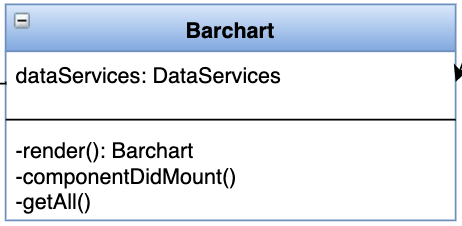 Barchart
dataServices: DataServices
-render(): Barchart
-componentDidMount()
-getAll()